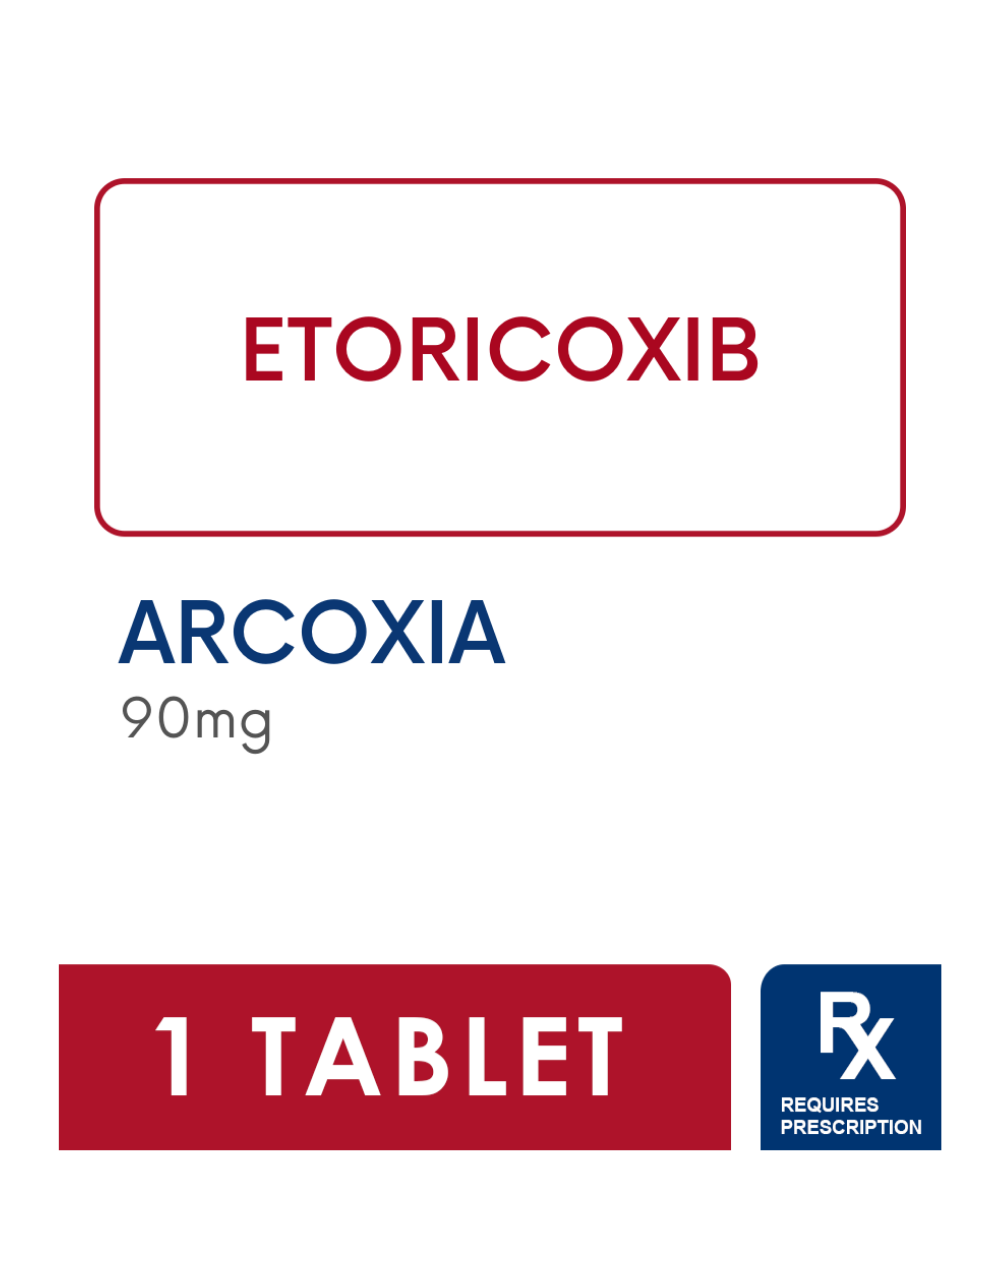 ETORICOXIB
ARCOXIA
90mg
1 TABLET
Rx
REQUIRES
PRESCRIPTION